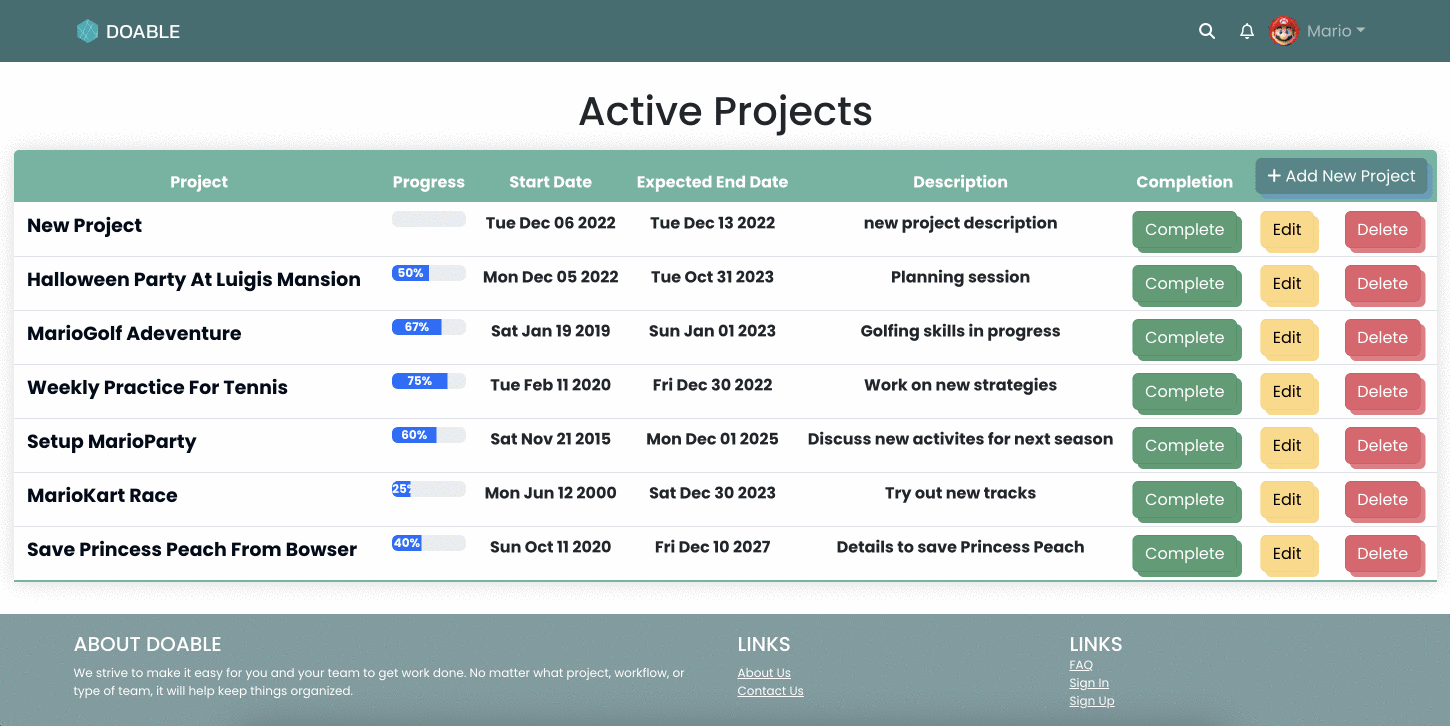 DOABLE
Mario
Active Projects
Project Progress Start Date Expected End Date Description Completion + Add New Project
New Project Tue Dec 06 2022 Tue Dec 13 2022 new project description Complete Edit Delete
Halloween Party At Luigis Mansion 50% Mon Dec 05 2022 Tue Oct 31 2023 Planning session Complete Edit Delete
MarioGolf Adeventure 67% Sat Jan 19 2019 Sun Jan 01 2023 Golfing skills in progress Complete Edit Delete
Weekly Practice For Tennis 75% Tue Feb 11 2020 Fri Dec 30 2022 Work on new strategies Complete Edit Delete
Setup MarioParty 60% Sat Nov 21 2015 Mon Dec 01 2025 Discuss new activites for next season Complete Edit Delete
MarioKart Race 25% Mon Jun 12 2000 Sat Dec 30 2023 Try out new tracks Complete Edit Delete
Save Princess Peach From Bowser 40% Sun Oct 11 2020 Fri Dec 10 2027 Details to save Princess Peach Complete Edit Delete
ABOUT DOABLE
We strive to make it easy for you and your team to get work done. No matter what project, workflow, or
type of team, it will help keep things organized.
LINKS
About Us
Contact Us
LINKS
FAQ
Sign In
Sign Up